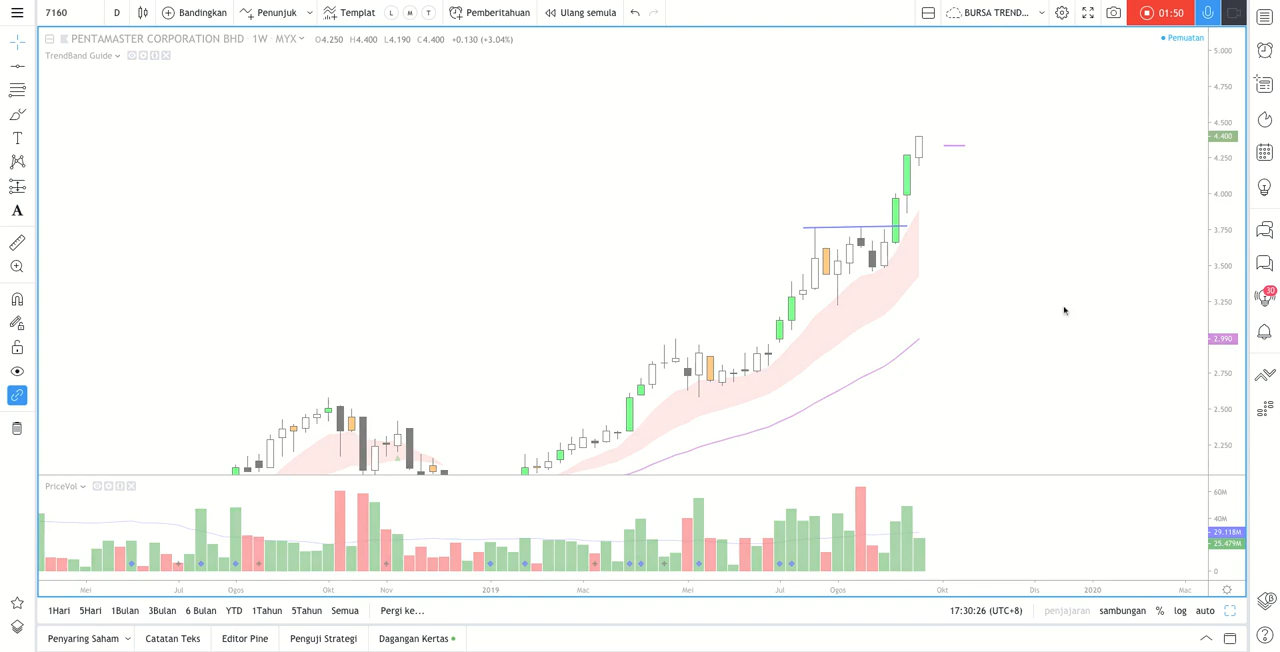 7160 D Bandingkan Penunjuk Templat L M T Pemberitahuan Ulang semula BURSA TREND... 01:50
PENTAMASTER CORPORATION BHD · 1W · MYX O4.250 H4.400 L4.190 C4.400 +0.130 (+3.04%) Pemuatan
TrendBand Guide
5.000
4.750
4.500
4.400
4.250
4.000
3.750
3.500
3.250
2.990
2.750
2.500
2.250
30
T
A
PriceVol
60M
40M
29.118M
25.479M
0
Mei Jul Ogos Okt Nov 2019 Mac Mei Jul Ogos Okt Dis 2020 Mac
1Hari 5Hari 1Bulan 3Bulan 6 Bulan YTD 1Tahun 5Tahun Semua Pergi ke... 17:30:26 (UTC+8) penjajaran sambungan % log auto
Penyaring Saham Catatan Teks Editor Pine Penguji Strategi Dagangan Kertas